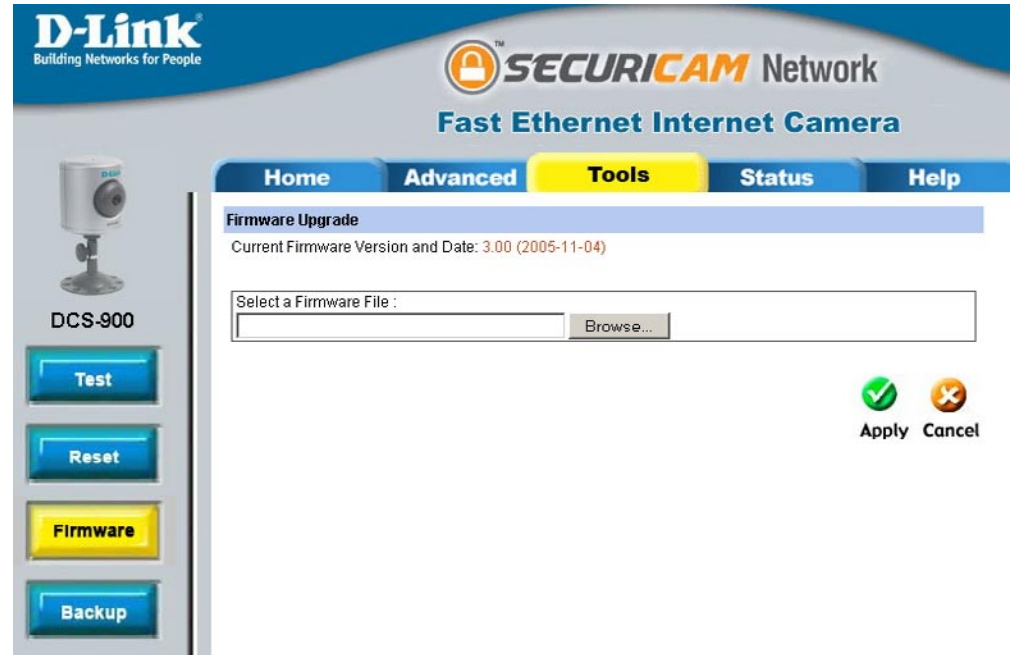 D-Link®
Building Networks for People
™SECURICAM Network
Fast Ethernet Internet Camera
Home Advanced Tools Status Help
D-Link
DCS-900
Test
Reset
Firmware
Backup
Firmware Upgrade
Current Firmware Version and Date: 3.00 (2005-11-04)
Select a Firmware File :
Browse...
Apply Cancel